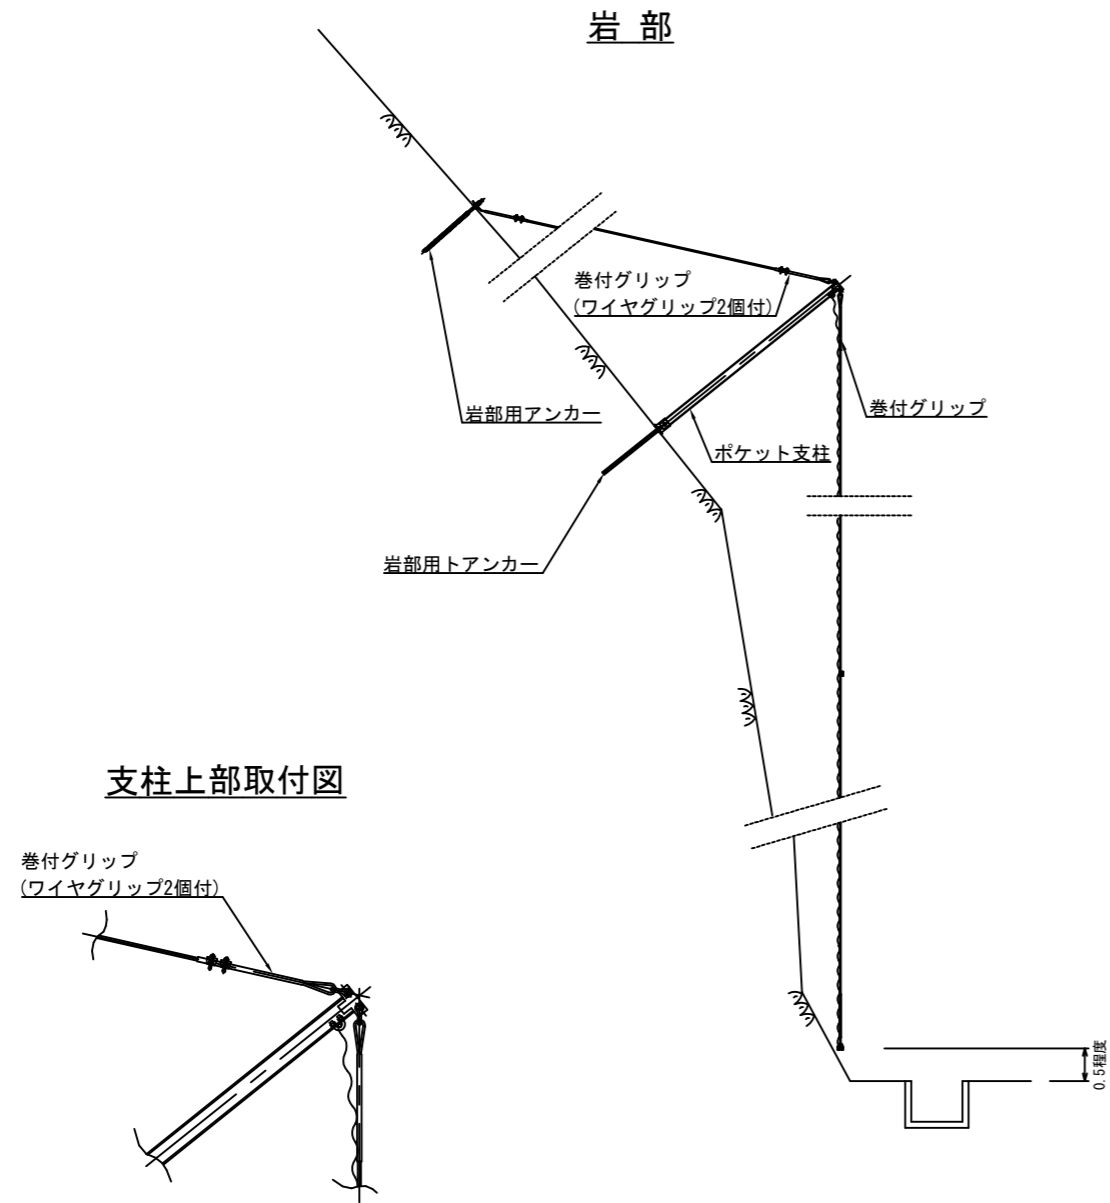 岩 部
巻付グリップ
(ワイヤグリップ2個付)
岩部用アンカー
巻付グリップ
ポケット支柱
岩部用トアンカー
支柱上部取付図
巻付グリップ
(ワイヤグリップ2個付)
0.5程度